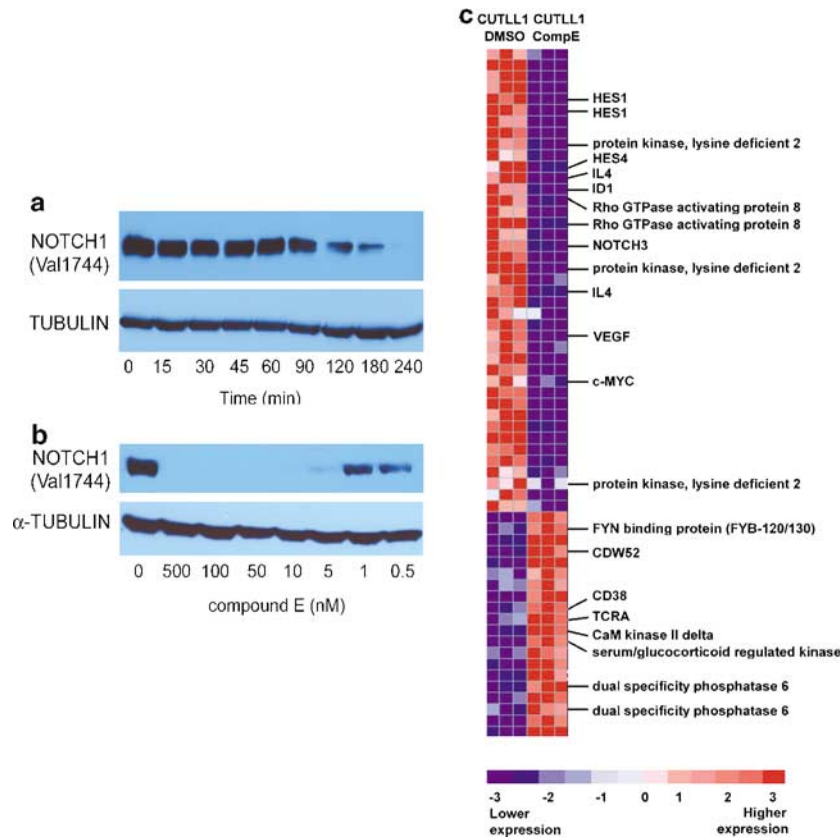 a
NOTCH1
(Val1744)
TUBULIN
0 15 30 45 60 90 120 180 240
Time (min)
b
NOTCH1
(Val1744)
α-TUBULIN
0 500 100 50 10 5 1 0.5
compound E (nM)
c
CUTLL1 CUTLL1
DMSO CompE
HES1
HES1
protein kinase, lysine deficient 2
HES4
IL4
ID1
Rho GTPase activating protein 8
Rho GTPase activating protein 8
NOTCH3
protein kinase, lysine deficient 2
IL4
VEGF
c-MYC
protein kinase, lysine deficient 2
FYN binding protein (FYB-120/130)
CDW52
CD38
TCRA
CaM kinase II delta
serum/glucocorticoid regulated kinase
dual specificity phosphatase 6
dual specificity phosphatase 6
-3 -2 -1 0 1 2 3
Lower Higher
expression expression